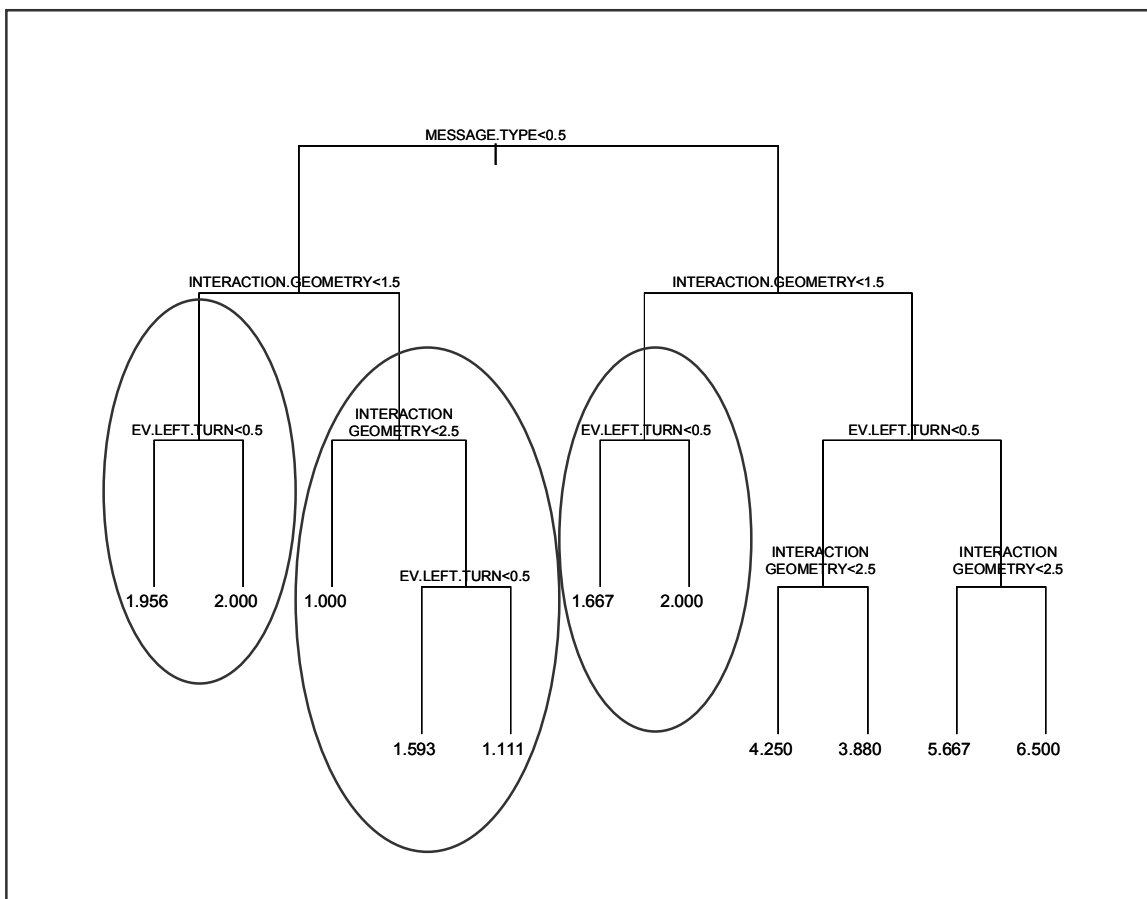 MESSAGE.TYPE<0.5
INTERACTION.GEOMETRY<1.5
INTERACTION.GEOMETRY<1.5
EV.LEFT.TURN<0.5
INTERACTION
GEOMETRY<2.5
EV.LEFT.TURN<0.5
EV.LEFT.TURN<0.5
1.956
2.000
1.000
EV.LEFT.TURN<0.5
1.593
1.111
1.667
2.000
INTERACTION
GEOMETRY<2.5
INTERACTION
GEOMETRY<2.5
4.250
3.880
5.667
6.500